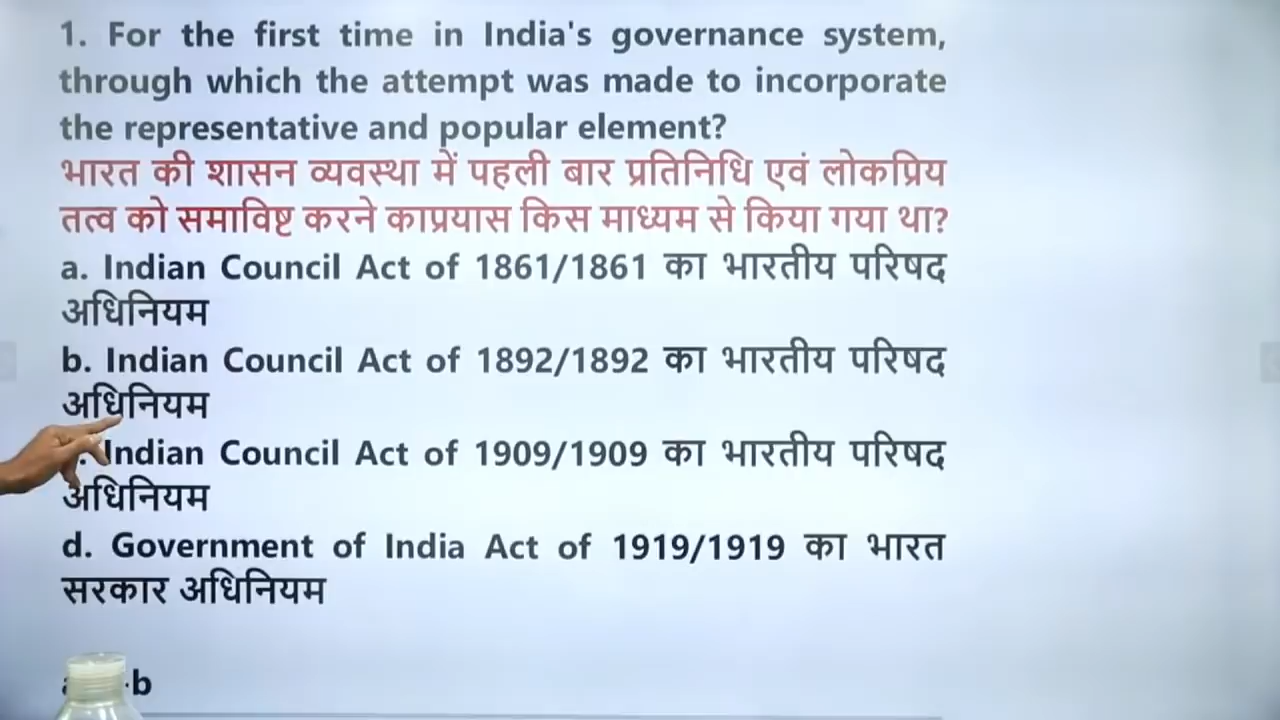 1. For the first time in India's governance system,
through which the attempt was made to incorporate
the representative and popular element?
भारत की शासन व्यवस्था में पहली बार प्रतिनिधि एवं लोकप्रिय
तत्व को समाविष्ट करने काप्रयास किस माध्यम से किया गया था?
a. Indian Council Act of 1861/1861 का भारतीय परिषद
अधिनियम
b. Indian Council Act of 1892/1892 का भारतीय परिषद
अधिनियम
Indian Council Act of 1909/1909 का भारतीय परिषद
अधिनियम
d. Government of India Act of 1919/1919 का भारत
सरकार अधिनियम
b